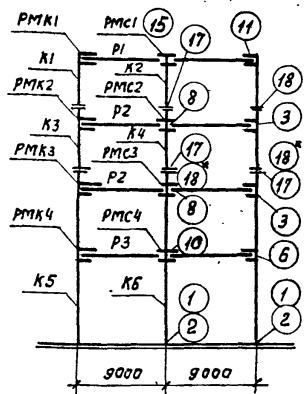 РМК1 РМС1 15 17 11
Р1
К1 К2 18
РМК2 РМС2 8
Р2 3
К3 К4 17 18*
РМК3 РМС3 18*
Р2 8 17 3
РМК4 РМС4 10
Р3 6
К5 К6 1 1
2 2
9000 9000